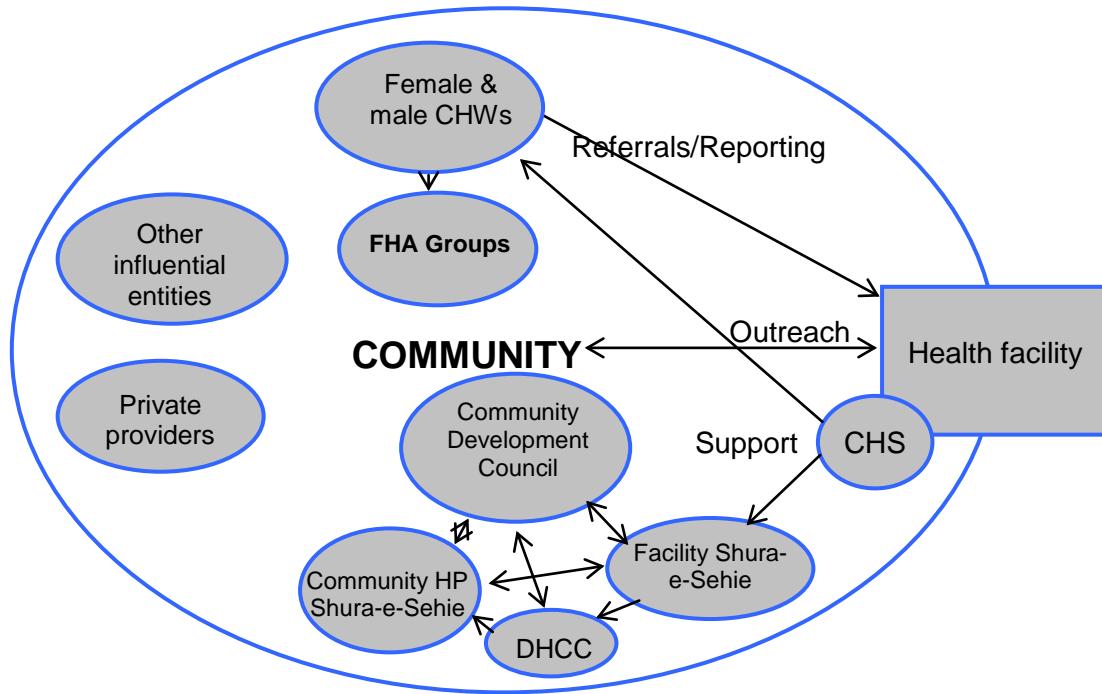 Female &
male CHWs
Referrals/Reporting
FHA Groups
Other
influential
entities
Outreach
COMMUNITY
Health facility
Private
providers
Community
Development
Council
Support
CHS
Facility Shura-
e-Sehie
Community HP
Shura-e-Sehie
DHCC